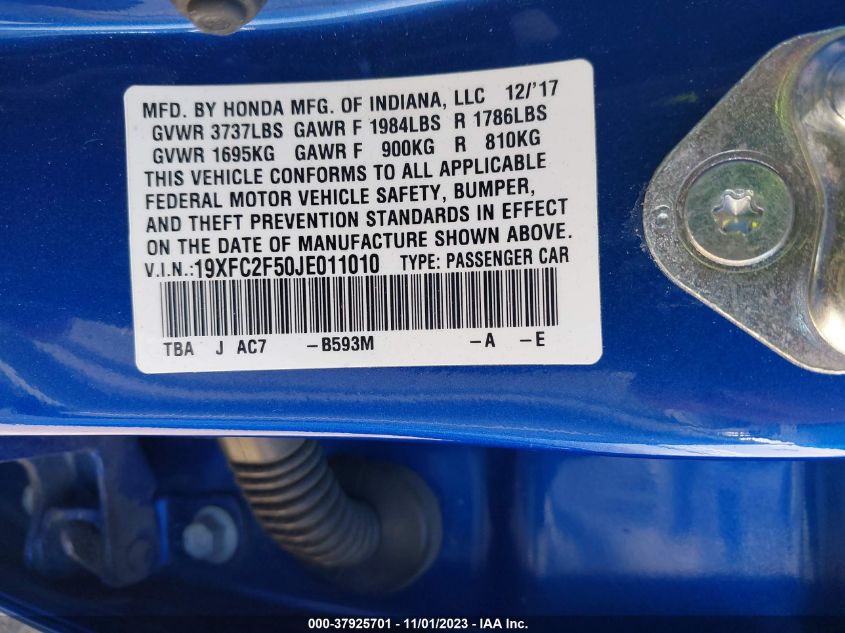 MFD. BY HONDA MFG. OF INDIANA, LLC 12/'17
GVWR 3737LBS GAWR F 1984LBS R 1786LBS
GVWR 1695KG GAWR F 900KG R 810KG
THIS VEHICLE CONFORMS TO ALL APPLICABLE
FEDERAL MOTOR VEHICLE SAFETY, BUMPER,
AND THEFT PREVENTION STANDARDS IN EFFECT
ON THE DATE OF MANUFACTURE SHOWN ABOVE.
V.I.N.:19XFC2F50JE011010 TYPE: PASSENGER CAR
TBA J AC7 -B593M -A -E
000-37925701 - 11/01/2023 - IAA Inc.